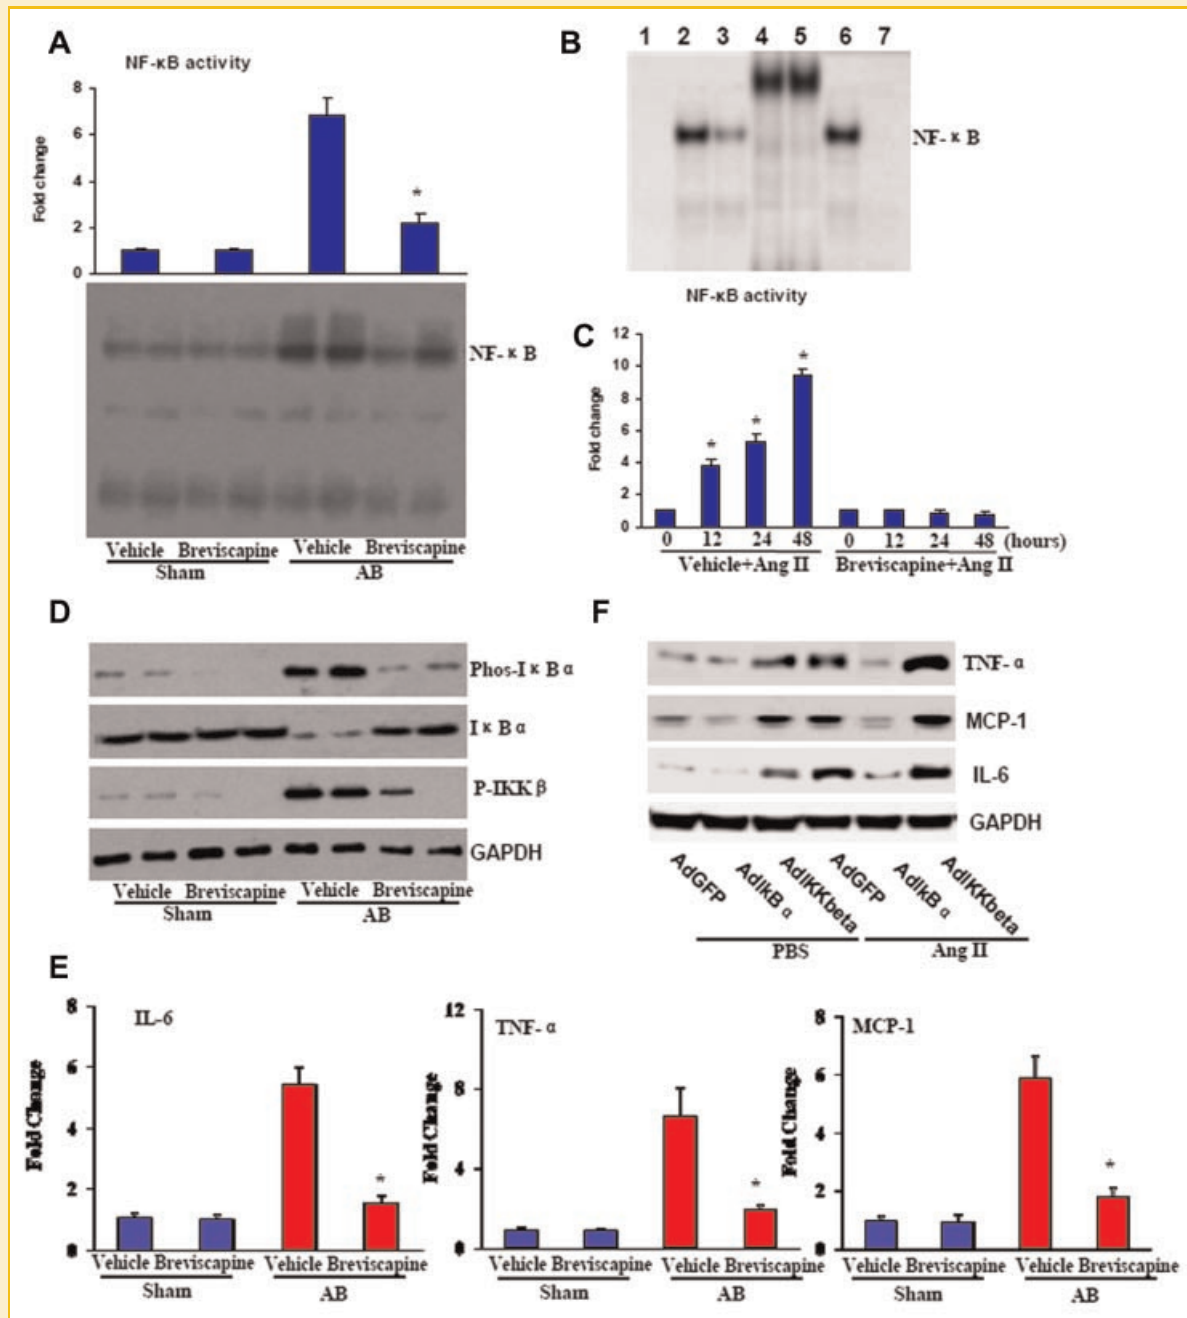 A
NF-κB activity
8
6
4
2
0
Fold change
*
NF-κB
Vehicle Breviscapine Vehicle Breviscapine
Sham AB
B
1 2 3 4 5 6 7
NF-κB
C
NF-κB activity
12
10
8
6
4
2
0
Fold change
* * *
0 12 24 48 0 12 24 48 (hours)
Vehicle+Ang II Breviscapine+Ang II
D
Phos-IκBα
IκBα
P-IKKβ
GAPDH
Vehicle Breviscapine Vehicle Breviscapine
Sham AB
F
TNF-α
MCP-1
IL-6
GAPDH
AdGFP AdIkBα AdIKKbeta AdGFP AdIkBα AdIKKbeta
PBS Ang II
E
IL-6
8
6
4
2
0
Fold Change
*
Vehicle Breviscapine Vehicle Breviscapine
Sham AB
TNF-α
12
8
4
0
Fold Change
*
Vehicle Breviscapine Vehicle Breviscapine
Sham AB
MCP-1
8
6
4
2
0
Fold Change
*
Vehicle Breviscapine Vehicle Breviscapine
Sham AB